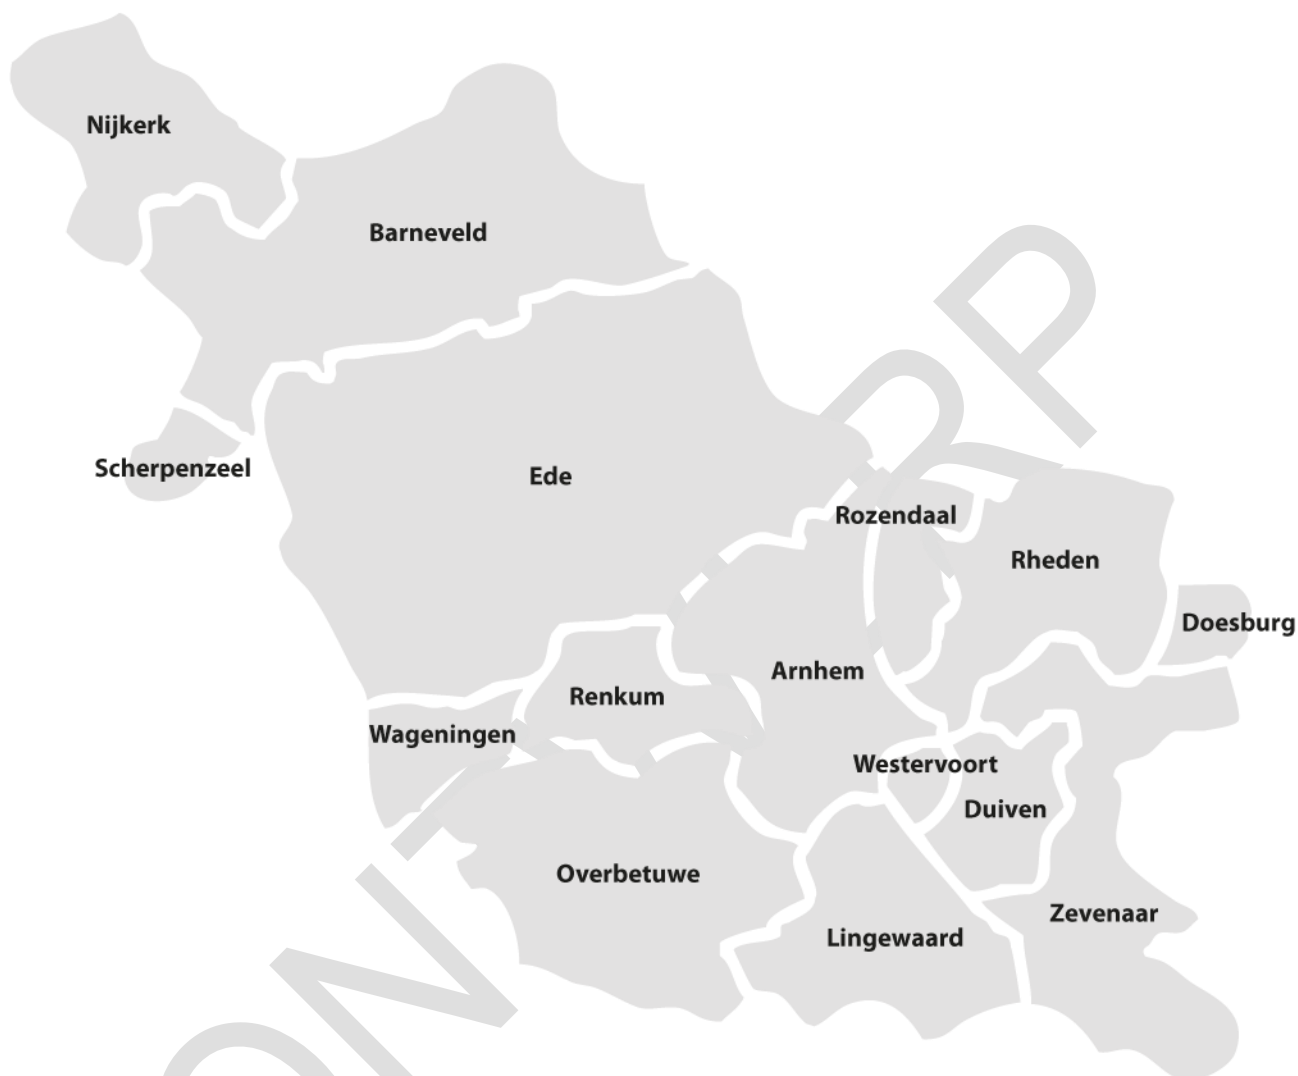 Nijkerk
Barneveld
Scherpenzeel
Ede
Rozendaal
Rheden
Doesburg
Arnhem
Renkum
Wageningen
Westervoort
Duiven
Overbetuwe
Zevenaar
Lingewaard